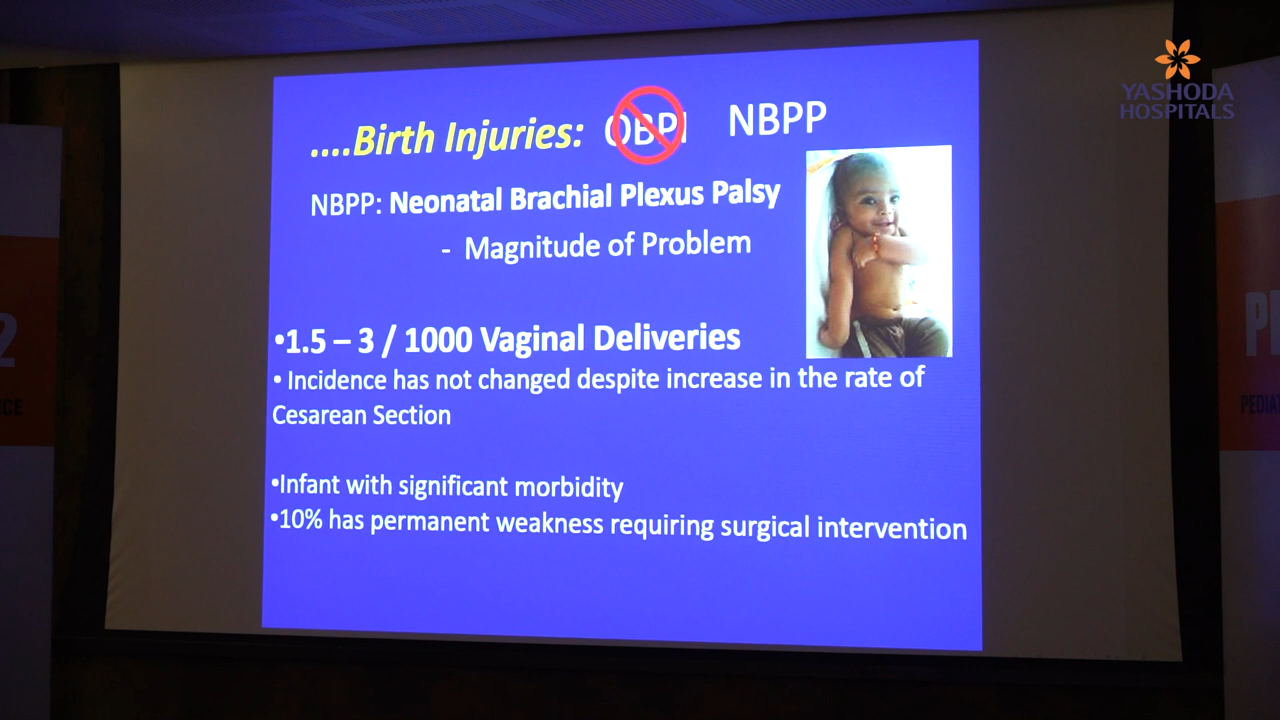 YASHODA
HOSPITALS
....Birth Injuries: OBPI NBPP
NBPP: Neonatal Brachial Plexus Palsy
- Magnitude of Problem
•1.5 – 3 / 1000 Vaginal Deliveries
• Incidence has not changed despite increase in the rate of
Cesarean Section
•Infant with significant morbidity
•10% has permanent weakness requiring surgical intervention
2